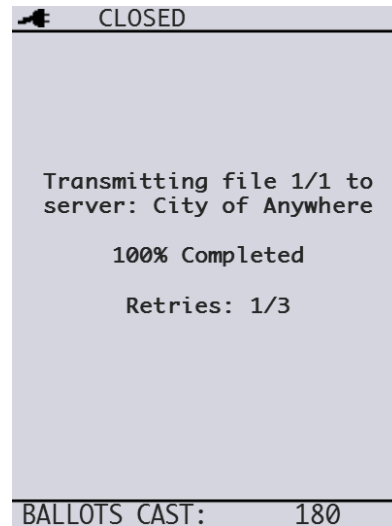 CLOSED
Transmitting file 1/1 to
server: City of Anywhere
100% Completed
Retries: 1/3
BALLOTS CAST: 180